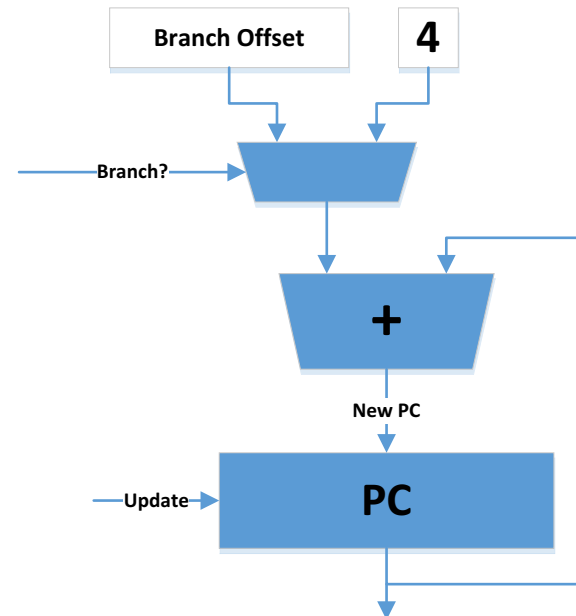 Branch Offset
4
Branch?
+
New PC
Update
PC